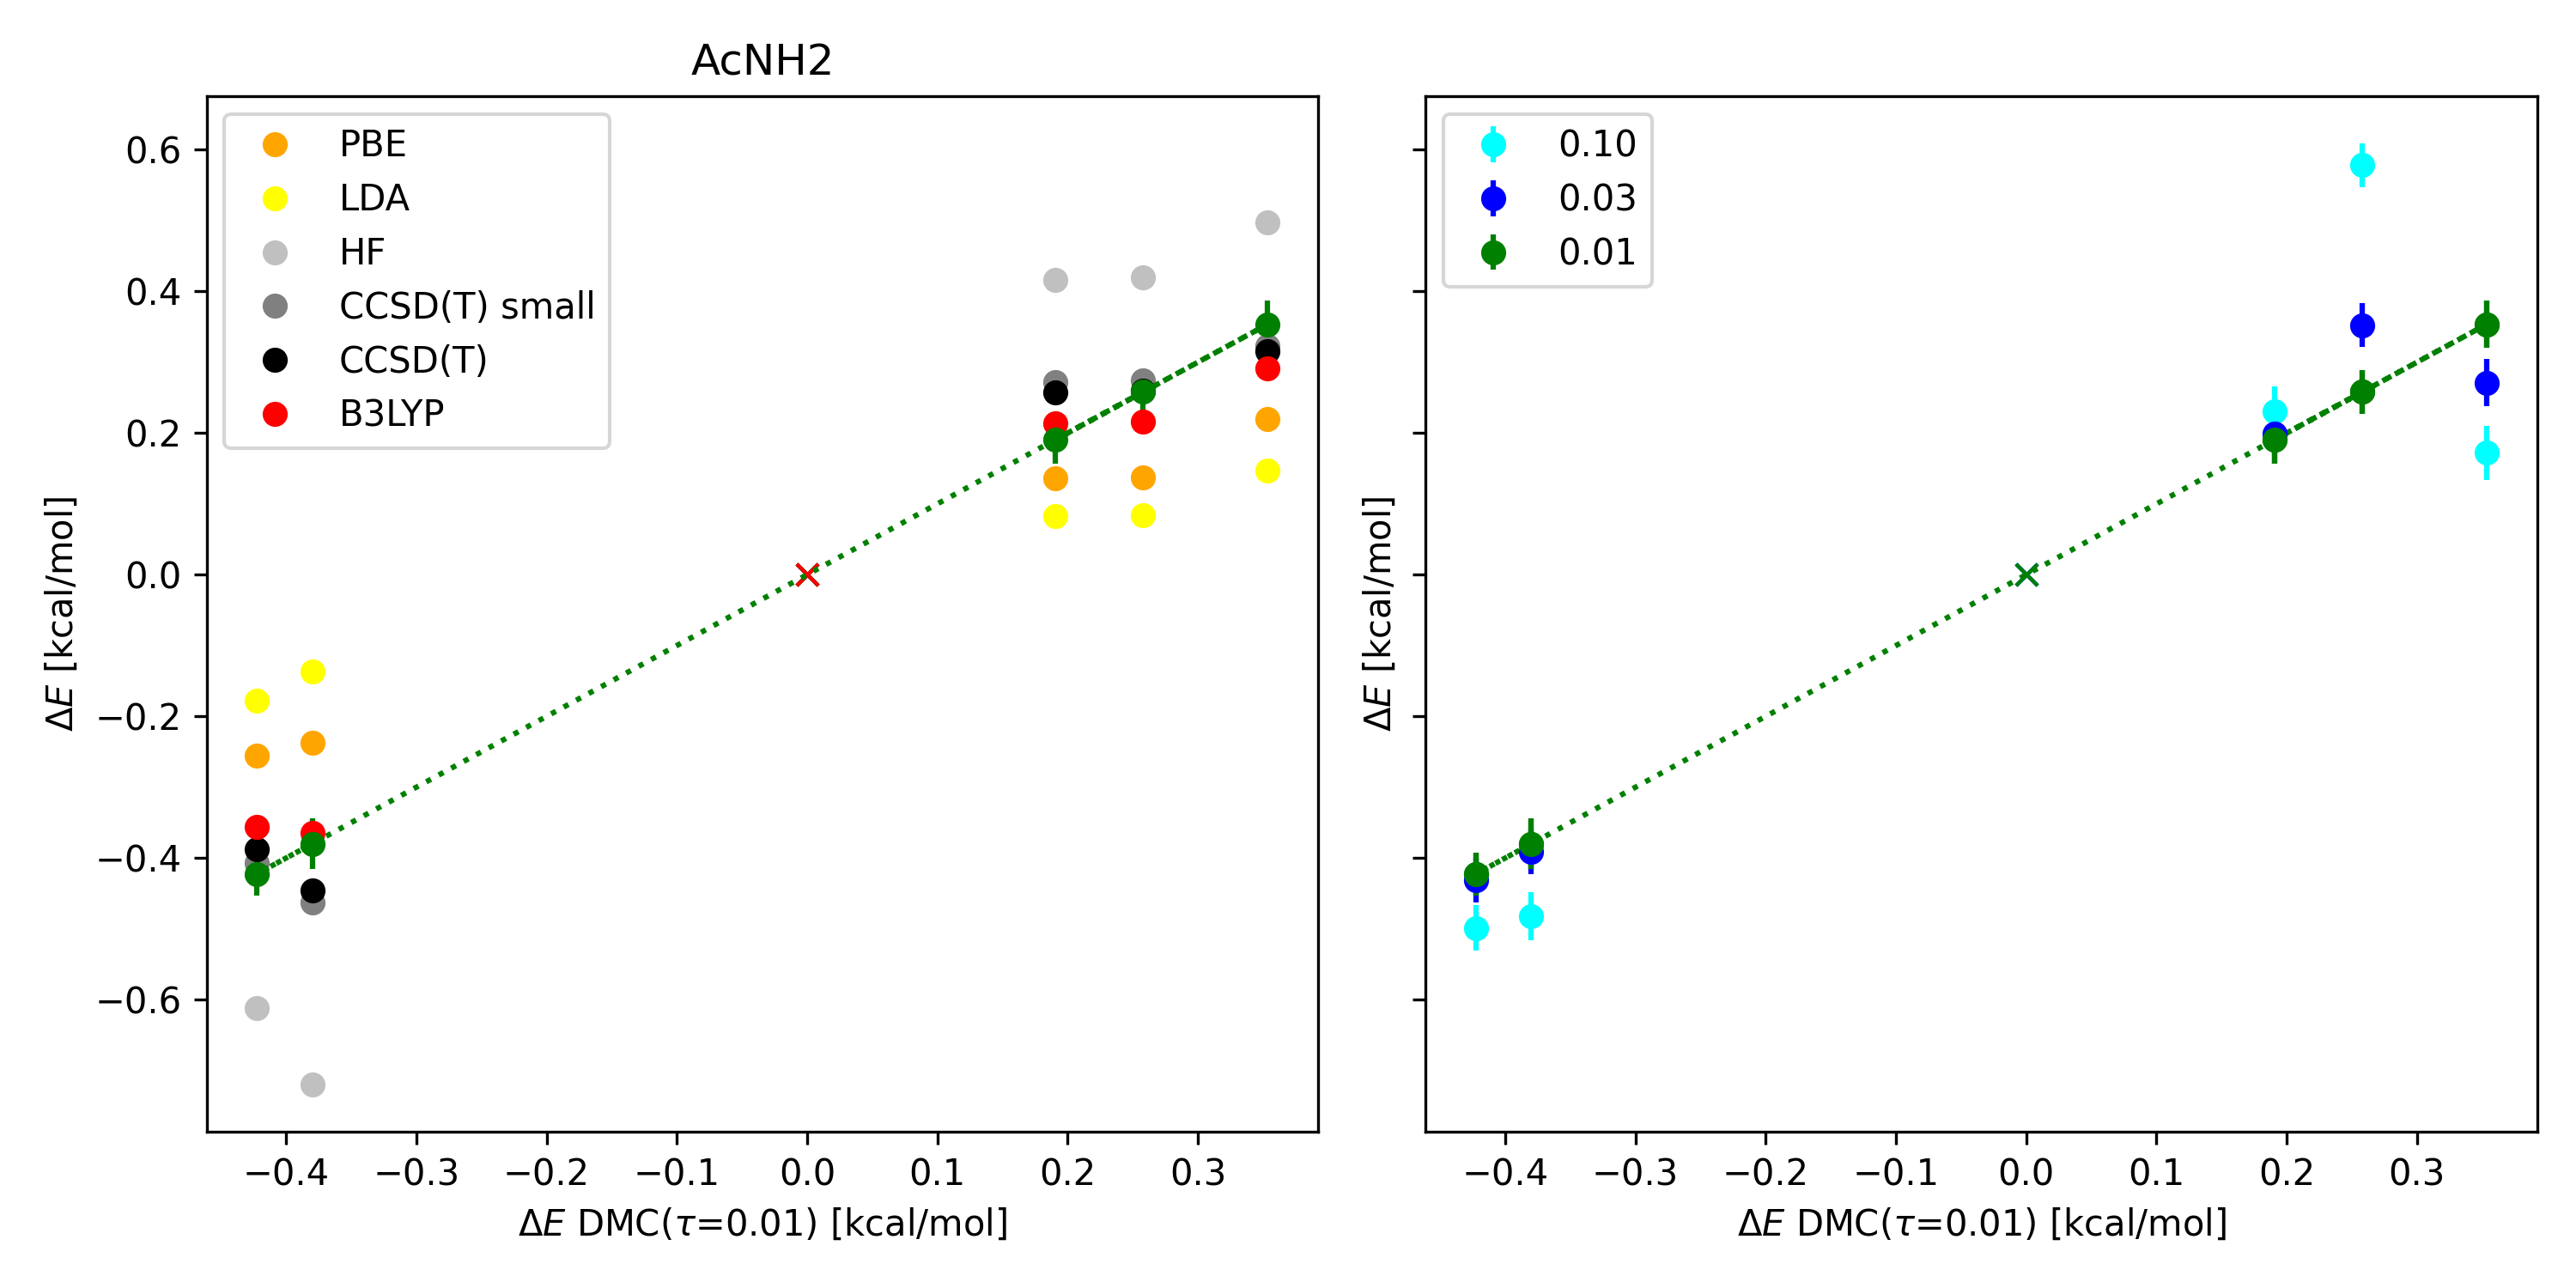 AcNH2
PBE
LDA
HF
CCSD(T) small
CCSD(T)
B3LYP
0.6
0.4
0.2
0.0
−0.2
−0.4
−0.6
ΔE [kcal/mol]
−0.4 −0.3 −0.2 −0.1 0.0 0.1 0.2 0.3
ΔE DMC(τ=0.01) [kcal/mol]
0.10
0.03
0.01
ΔE [kcal/mol]
−0.4 −0.3 −0.2 −0.1 0.0 0.1 0.2 0.3
ΔE DMC(τ=0.01) [kcal/mol]